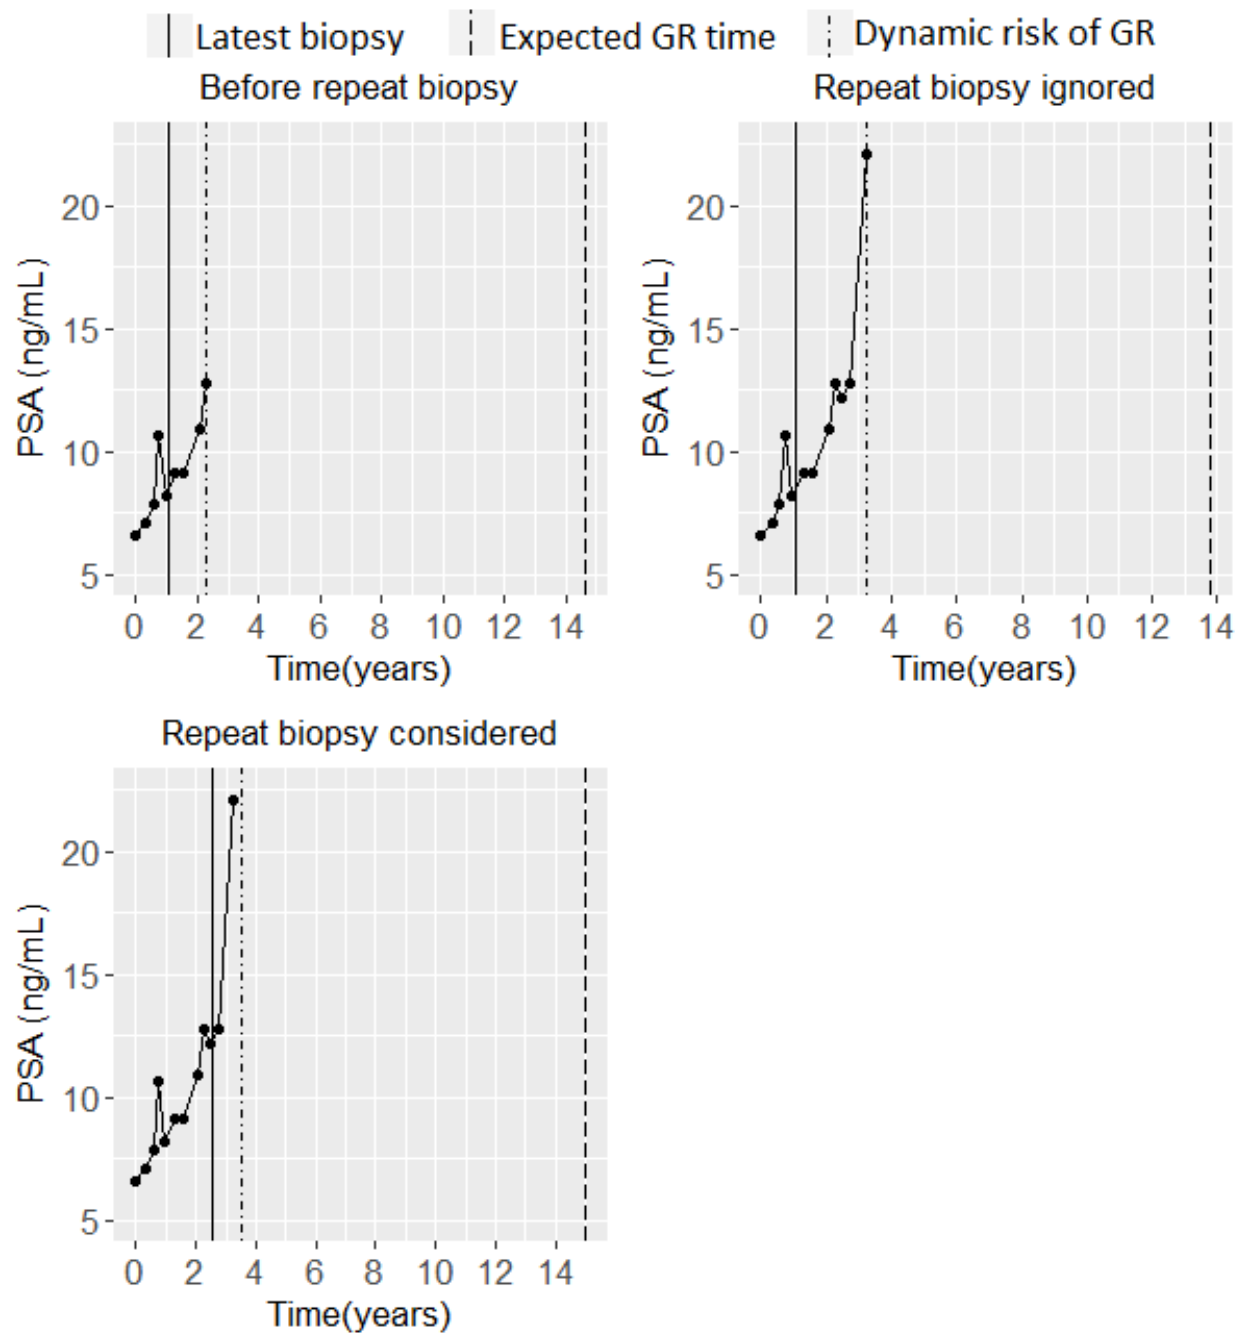 Latest biopsy Expected GR time Dynamic risk of GR
Before repeat biopsy
PSA (ng/mL)
20
15
10
5
0 2 4 6 8 10 12 14
Time(years)
Repeat biopsy ignored
PSA (ng/mL)
20
15
10
5
0 2 4 6 8 10 12 14
Time(years)
Repeat biopsy considered
PSA (ng/mL)
20
15
10
5
0 2 4 6 8 10 12 14
Time(years)